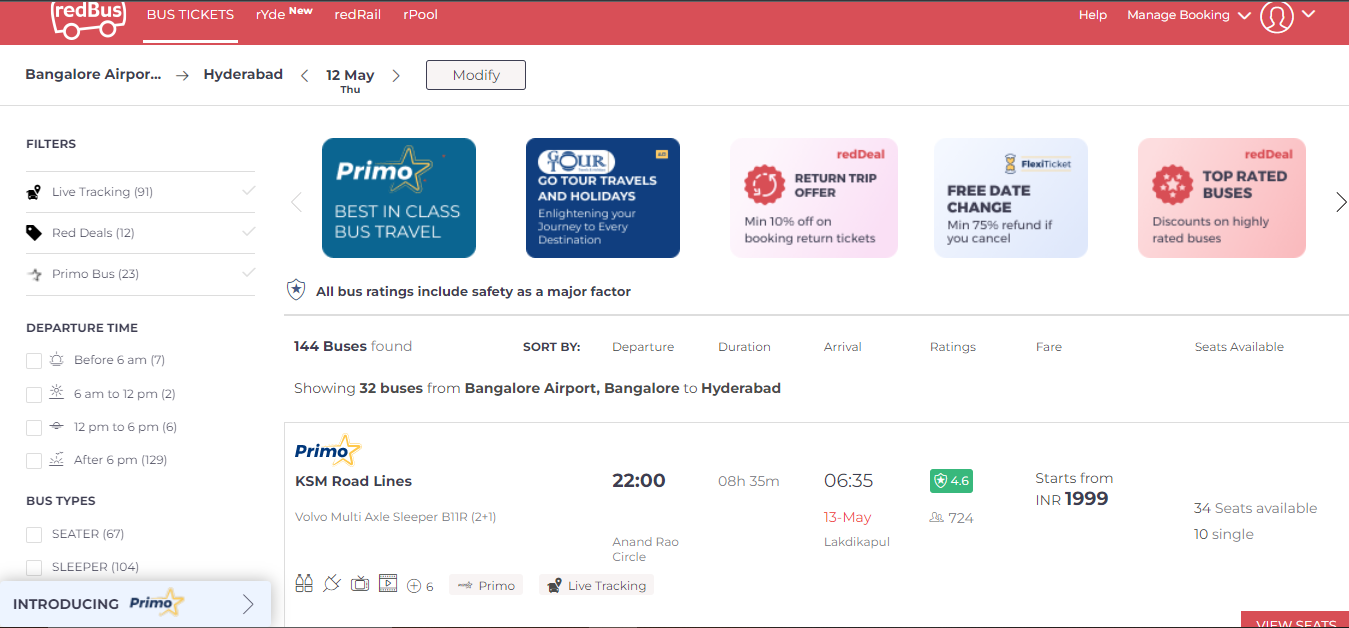 redBus
BUS TICKETS rYde New redRail rPool
Help Manage Booking
Bangalore Airpor... → Hyderabad < 12 May > Modify
Thu
FILTERS
Live Tracking (91)
Red Deals (12)
Primo Bus (23)
DEPARTURE TIME
Before 6 am (7)
6 am to 12 pm (2)
12 pm to 6 pm (6)
After 6 pm (129)
BUS TYPES
SEATER (67)
SLEEPER (104)
INTRODUCING Primo
Primo
BEST IN CLASS
BUS TRAVEL
GO TOUR
AD
GO TOUR TRAVELS
AND HOLIDAYS
Enlightening your
Journey to Every
Destination
redDeal
RETURN TRIP
OFFER
Min 10% off on
booking return tickets
FlexiTicket
FREE DATE
CHANGE
Min 75% refund if
you cancel
redDeal
TOP RATED
BUSES
Discounts on highly
rated buses
All bus ratings include safety as a major factor
144 Buses found SORT BY: Departure Duration Arrival Ratings Fare Seats Available
Showing 32 buses from Bangalore Airport, Bangalore to Hyderabad
Primo
KSM Road Lines 22:00 08h 35m 06:35 4.6 Starts from
INR 1999
Volvo Multi Axle Sleeper B11R (2+1) 13-May 724 34 Seats available
10 single
Anand Rao
Circle
Lakdikapul
6 Primo Live Tracking
VIEW SEATS